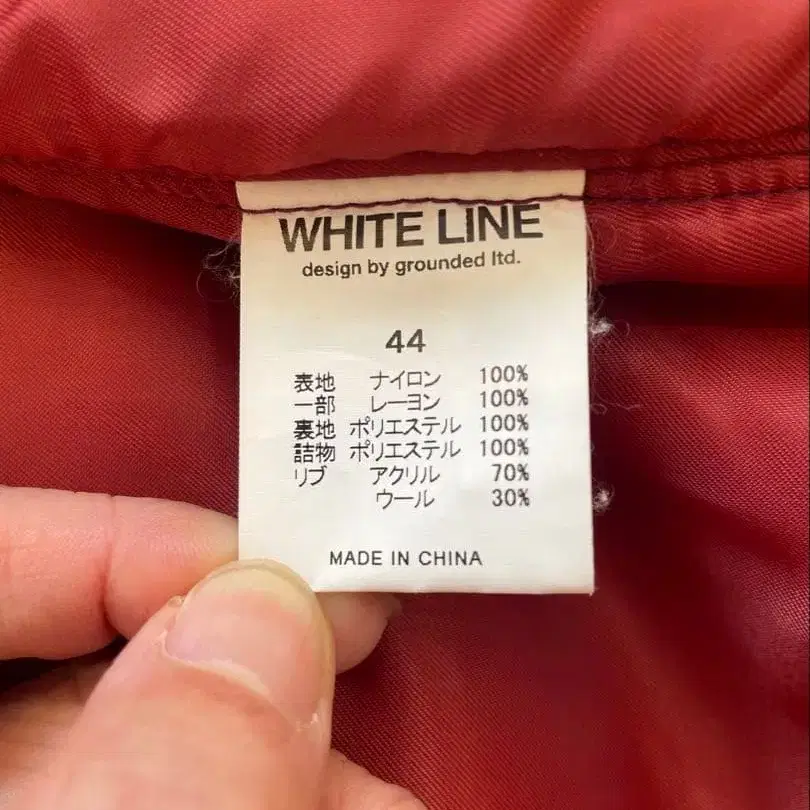 WHITE LINE
design by grounded ltd.
44
表地 ナイロン 100%
一部 レーヨン 100%
裏地 ポリエステル 100%
詰物 ポリエステル 100%
リブ アクリル 70%
ウール 30%
MADE IN CHINA